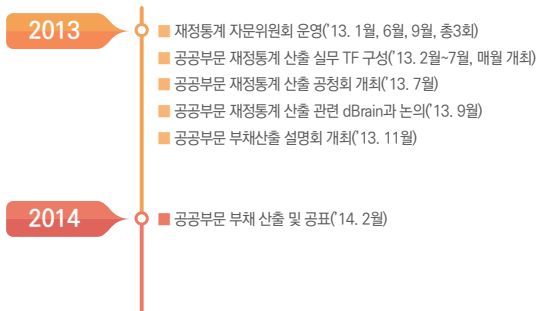 2013
■ 재정통계 자문위원회 운영('13. 1월, 6월, 9월, 총3회)
■ 공공부문 재정통계 산출 실무 TF 구성('13. 2월~7월, 매월 개최)
■ 공공부문 재정통계 산출 공청회 개최('13. 7월)
■ 공공부문 재정통계 산출 관련 dBrain과 논의('13. 9월)
■ 공공부문 부채산출 설명회 개최('13. 11월)
2014
■ 공공부문 부채 산출 및 공표('14. 2월)